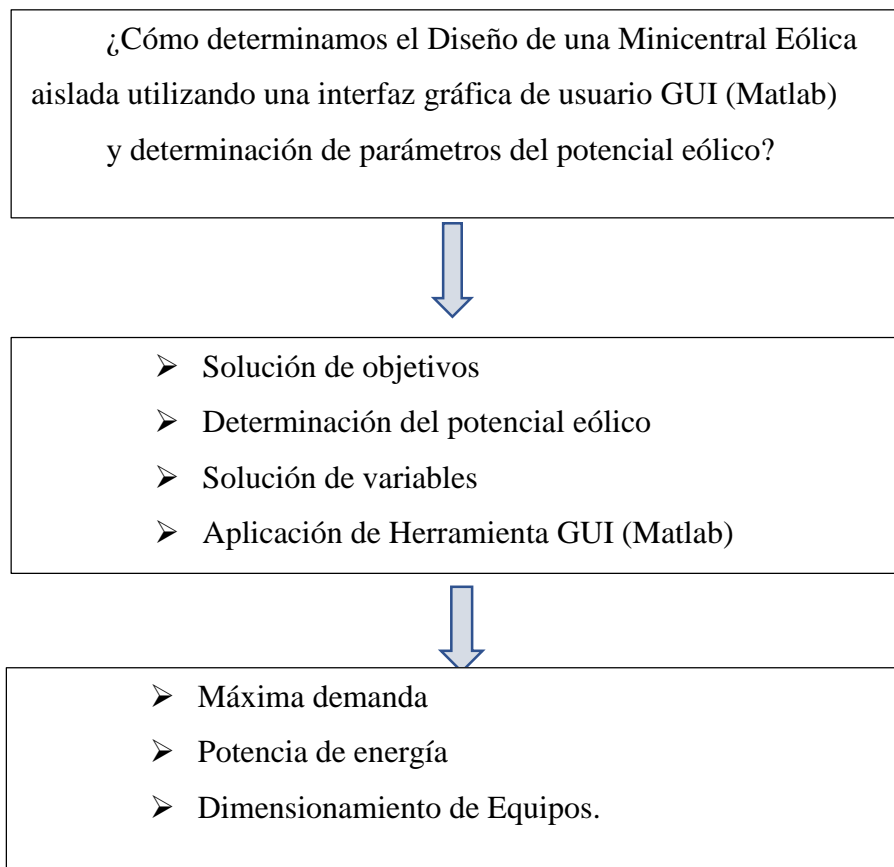 ¿Cómo determinamos el Diseño de una Minicentral Eólica
aislada utilizando una interfaz gráfica de usuario GUI (Matlab)
y determinación de parámetros del potencial eólico?
➢ Solución de objetivos
➢ Determinación del potencial eólico
➢ Solución de variables
➢ Aplicación de Herramienta GUI (Matlab)
➢ Máxima demanda
➢ Potencia de energía
➢ Dimensionamiento de Equipos.